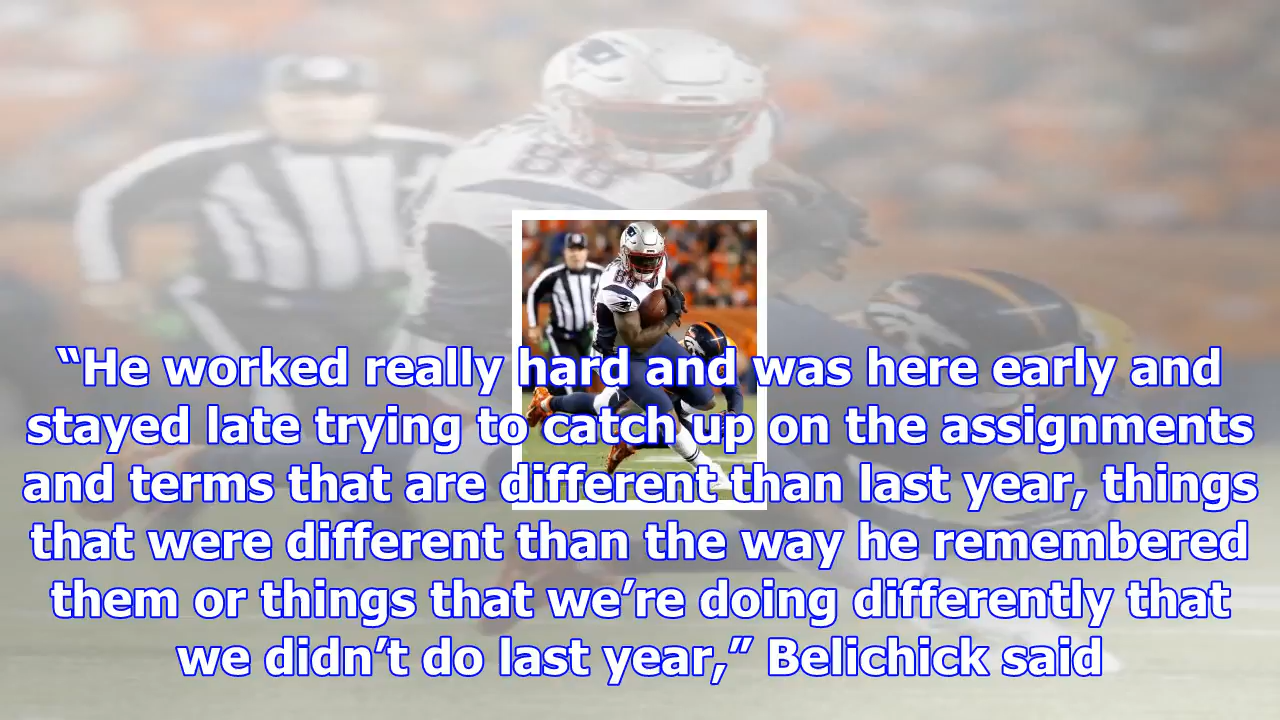 “He worked really hard and was here early and
stayed late trying to catch up on the assignments
and terms that are different than last year, things
that were different than the way he remembered
them or things that we’re doing differently that
we didn’t do last year,” Belichick said